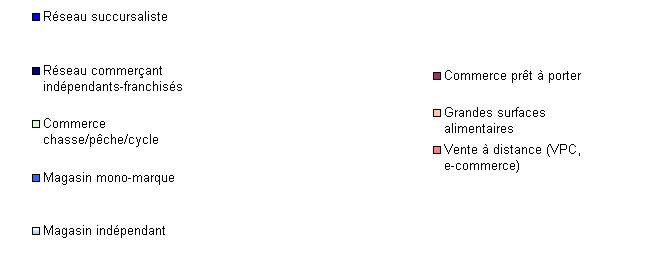 Réseau succursaliste
Réseau commerçant
indépendants-franchisés
Commerce
chasse/pêche/cycle
Magasin mono-marque
Magasin indépendant
Commerce prêt à porter
Grandes surfaces
alimentaires
Vente à distance (VPC,
e-commerce)